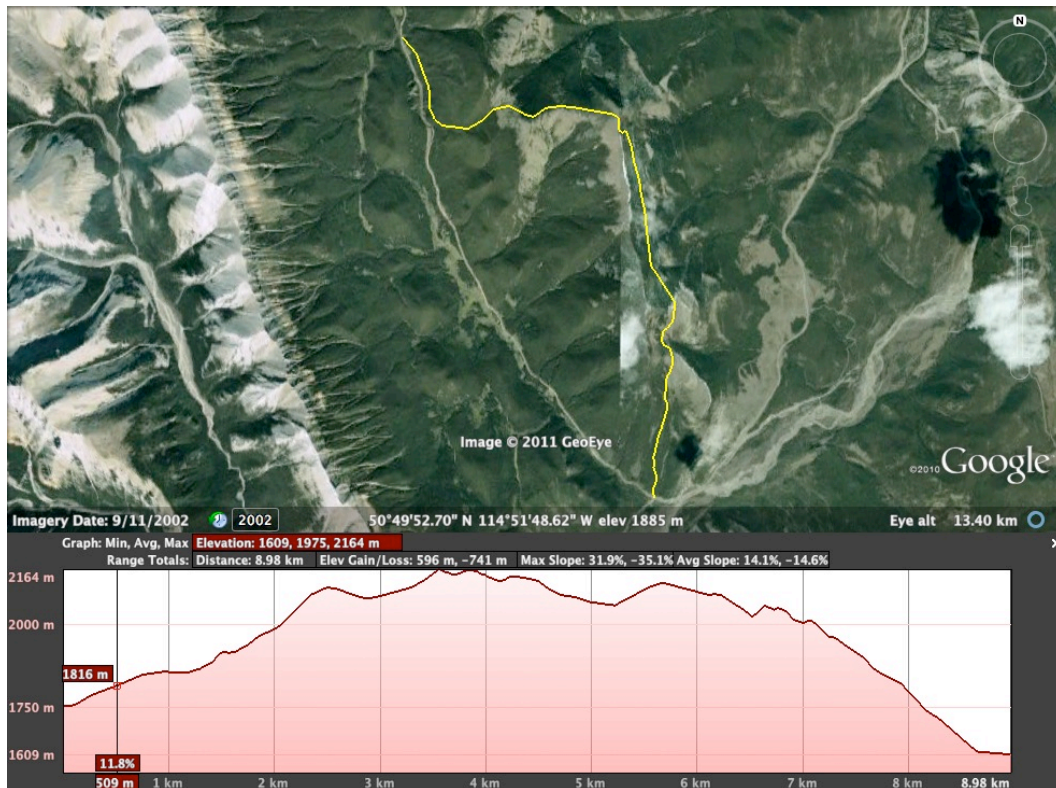 N
Image © 2011 GeoEye
©2010 Google
Imagery Date: 9/11/2002 2002 50°49'52.70" N 114°51'48.62" W elev 1885 m Eye alt 13.40 km
Graph: Min, Avg, Max Elevation: 1609, 1975, 2164 m
Range Totals: Distance: 8.98 km Elev Gain/Loss: 596 m, -741 m Max Slope: 31.9%, -35.1% Avg Slope: 14.1%, -14.6%
2164 m
2000 m
1816 m
1750 m
1609 m
11.8%
509 m 1 km 2 km 3 km 4 km 5 km 6 km 7 km 8 km 8.98 km